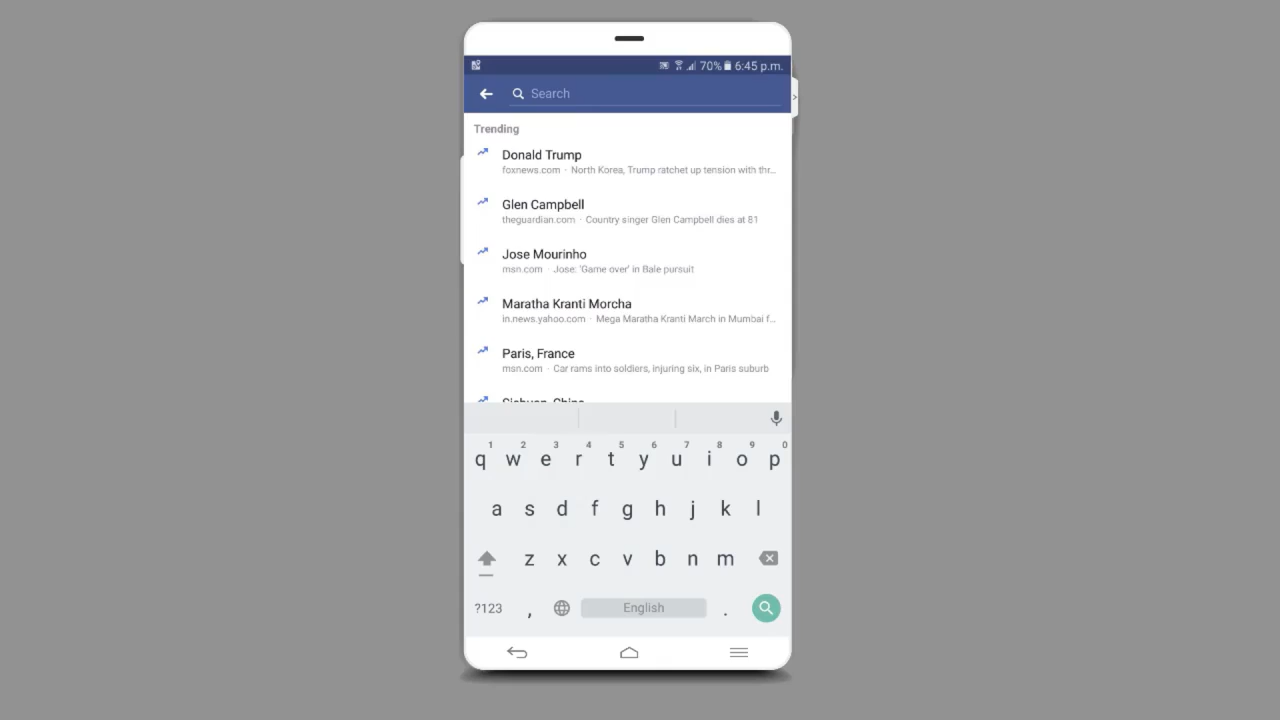 70% 6:45 p.m.
Search
Trending
Donald Trump
foxnews.com · North Korea, Trump ratchet up tension with thr...
Glen Campbell
theguardian.com · Country singer Glen Campbell dies at 81
Jose Mourinho
msn.com · Jose: 'Game over' in Bale pursuit
Maratha Kranti Morcha
in.news.yahoo.com · Mega Maratha Kranti March in Mumbai f...
Paris, France
msn.com · Car rams into soldiers, injuring six, in Paris suburb
Sichuan, China
1 2 3 4 5 6 7 8 9 0
q w e r t y u i o p
a s d f g h j k l
z x c v b n m
?123 , English .